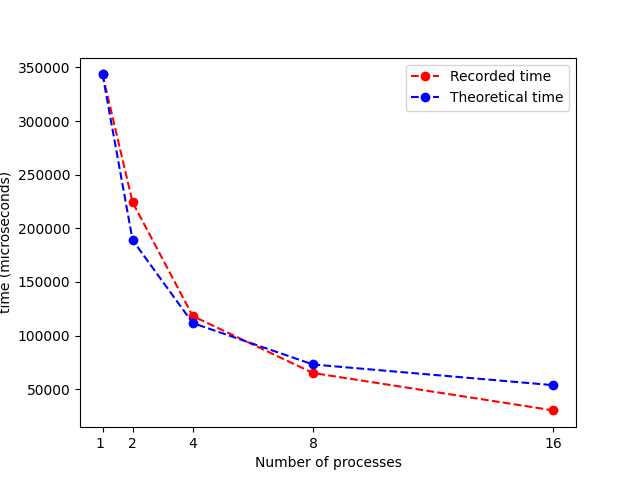 350000
300000
250000
200000
150000
100000
50000
time (microseconds)
1 2 4 8 16
Number of processes
Recorded time
Theoretical time